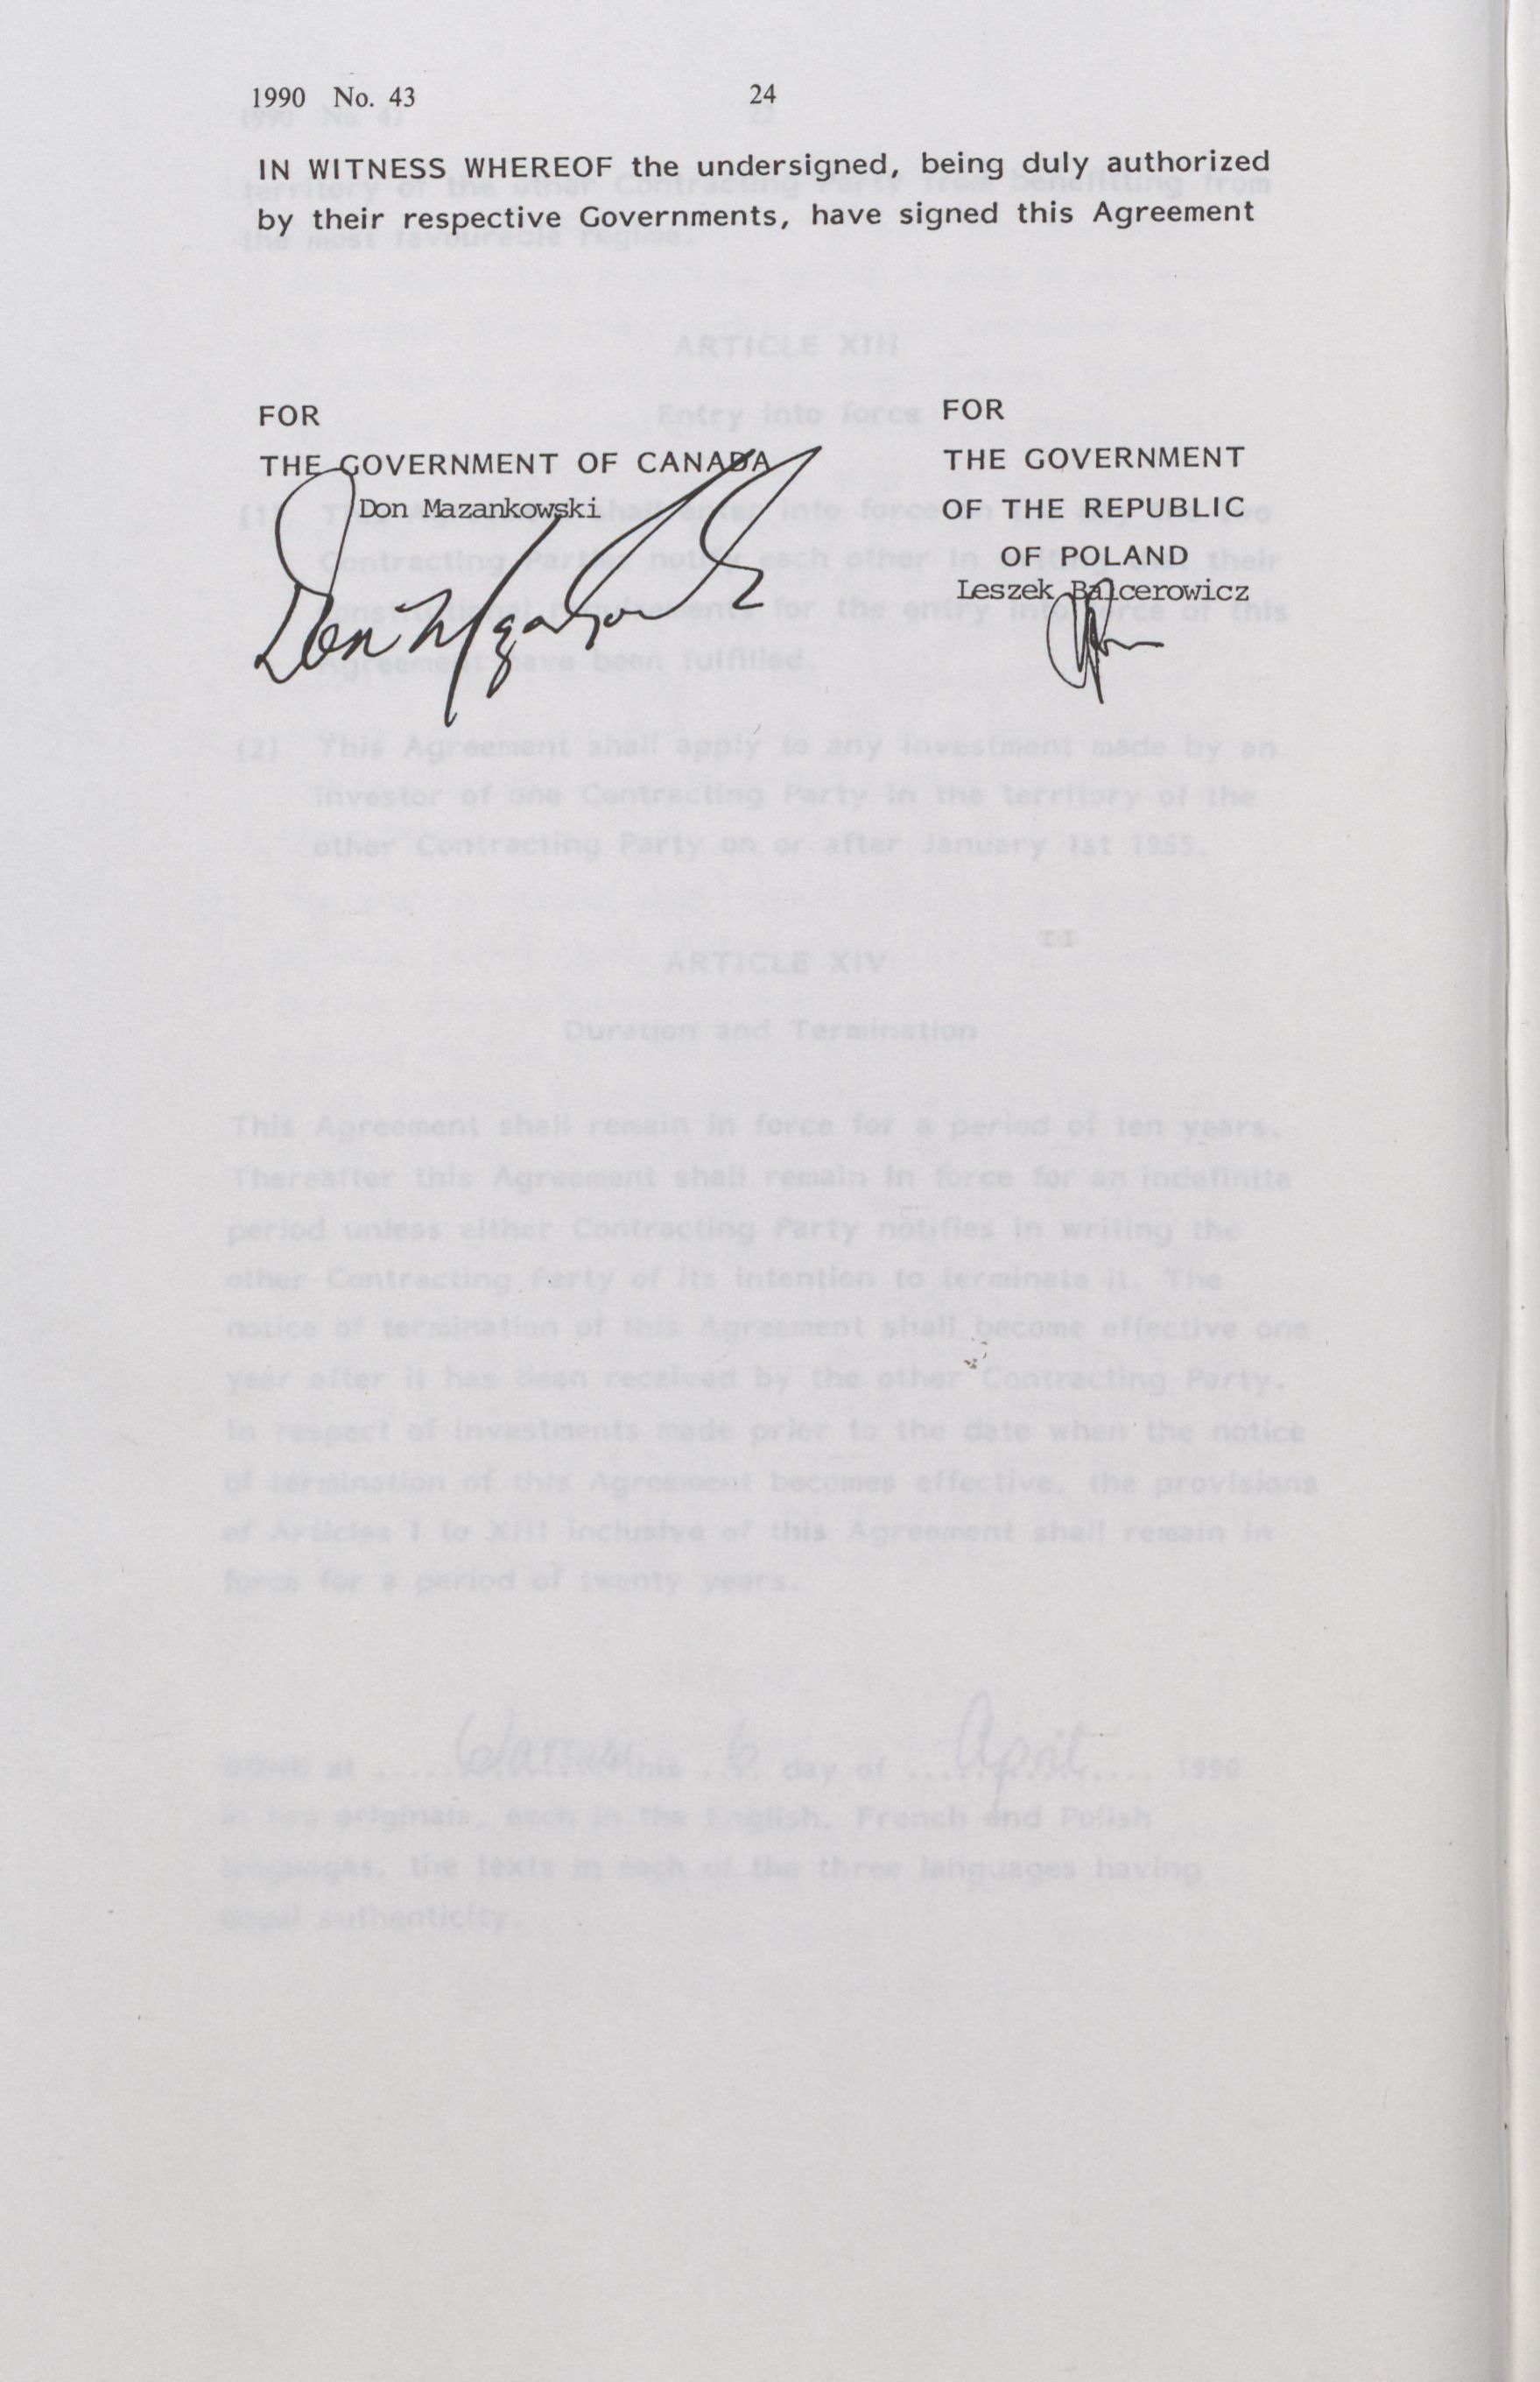 1990 No. 43
24
IN WITNESS WHEREOF the undersigned, being duly authorized
by their respective Governments, have signed this Agreement
FOR
THE GOVERNMENT OF CANADA
Don Mazankowski
FOR
THE GOVERNMENT
OF THE REPUBLIC
OF POLAND
Leszek Balcerowicz
ARTICLE XIII
Entry into force
(2) This Agreement shall apply to any investment made by an
investor of one Contracting Party in the territory of the
other Contracting Party on or after January 1st 1955.
ARTICLE XIV
Duration and Termination
This Agreement shall remain in force for a period of ten years.
Thereafter this Agreement shall remain in force for an indefinite
period unless either Contracting Party notifies in writing the
other Contracting Party of its intention to terminate it. The
notice of termination of this Agreement shall become effective one
year after it has been received by the other Contracting Party.
In respect of investments made prior to the date when the notice
of termination of this Agreement becomes effective, the provisions
of Articles I to XIII inclusive of this Agreement shall remain in
force for a period of twenty years.
at Warsaw this 6 day of April 1990
in two originals, each in the English, French and Polish
languages, the texts in each of the three languages having
equal authenticity.